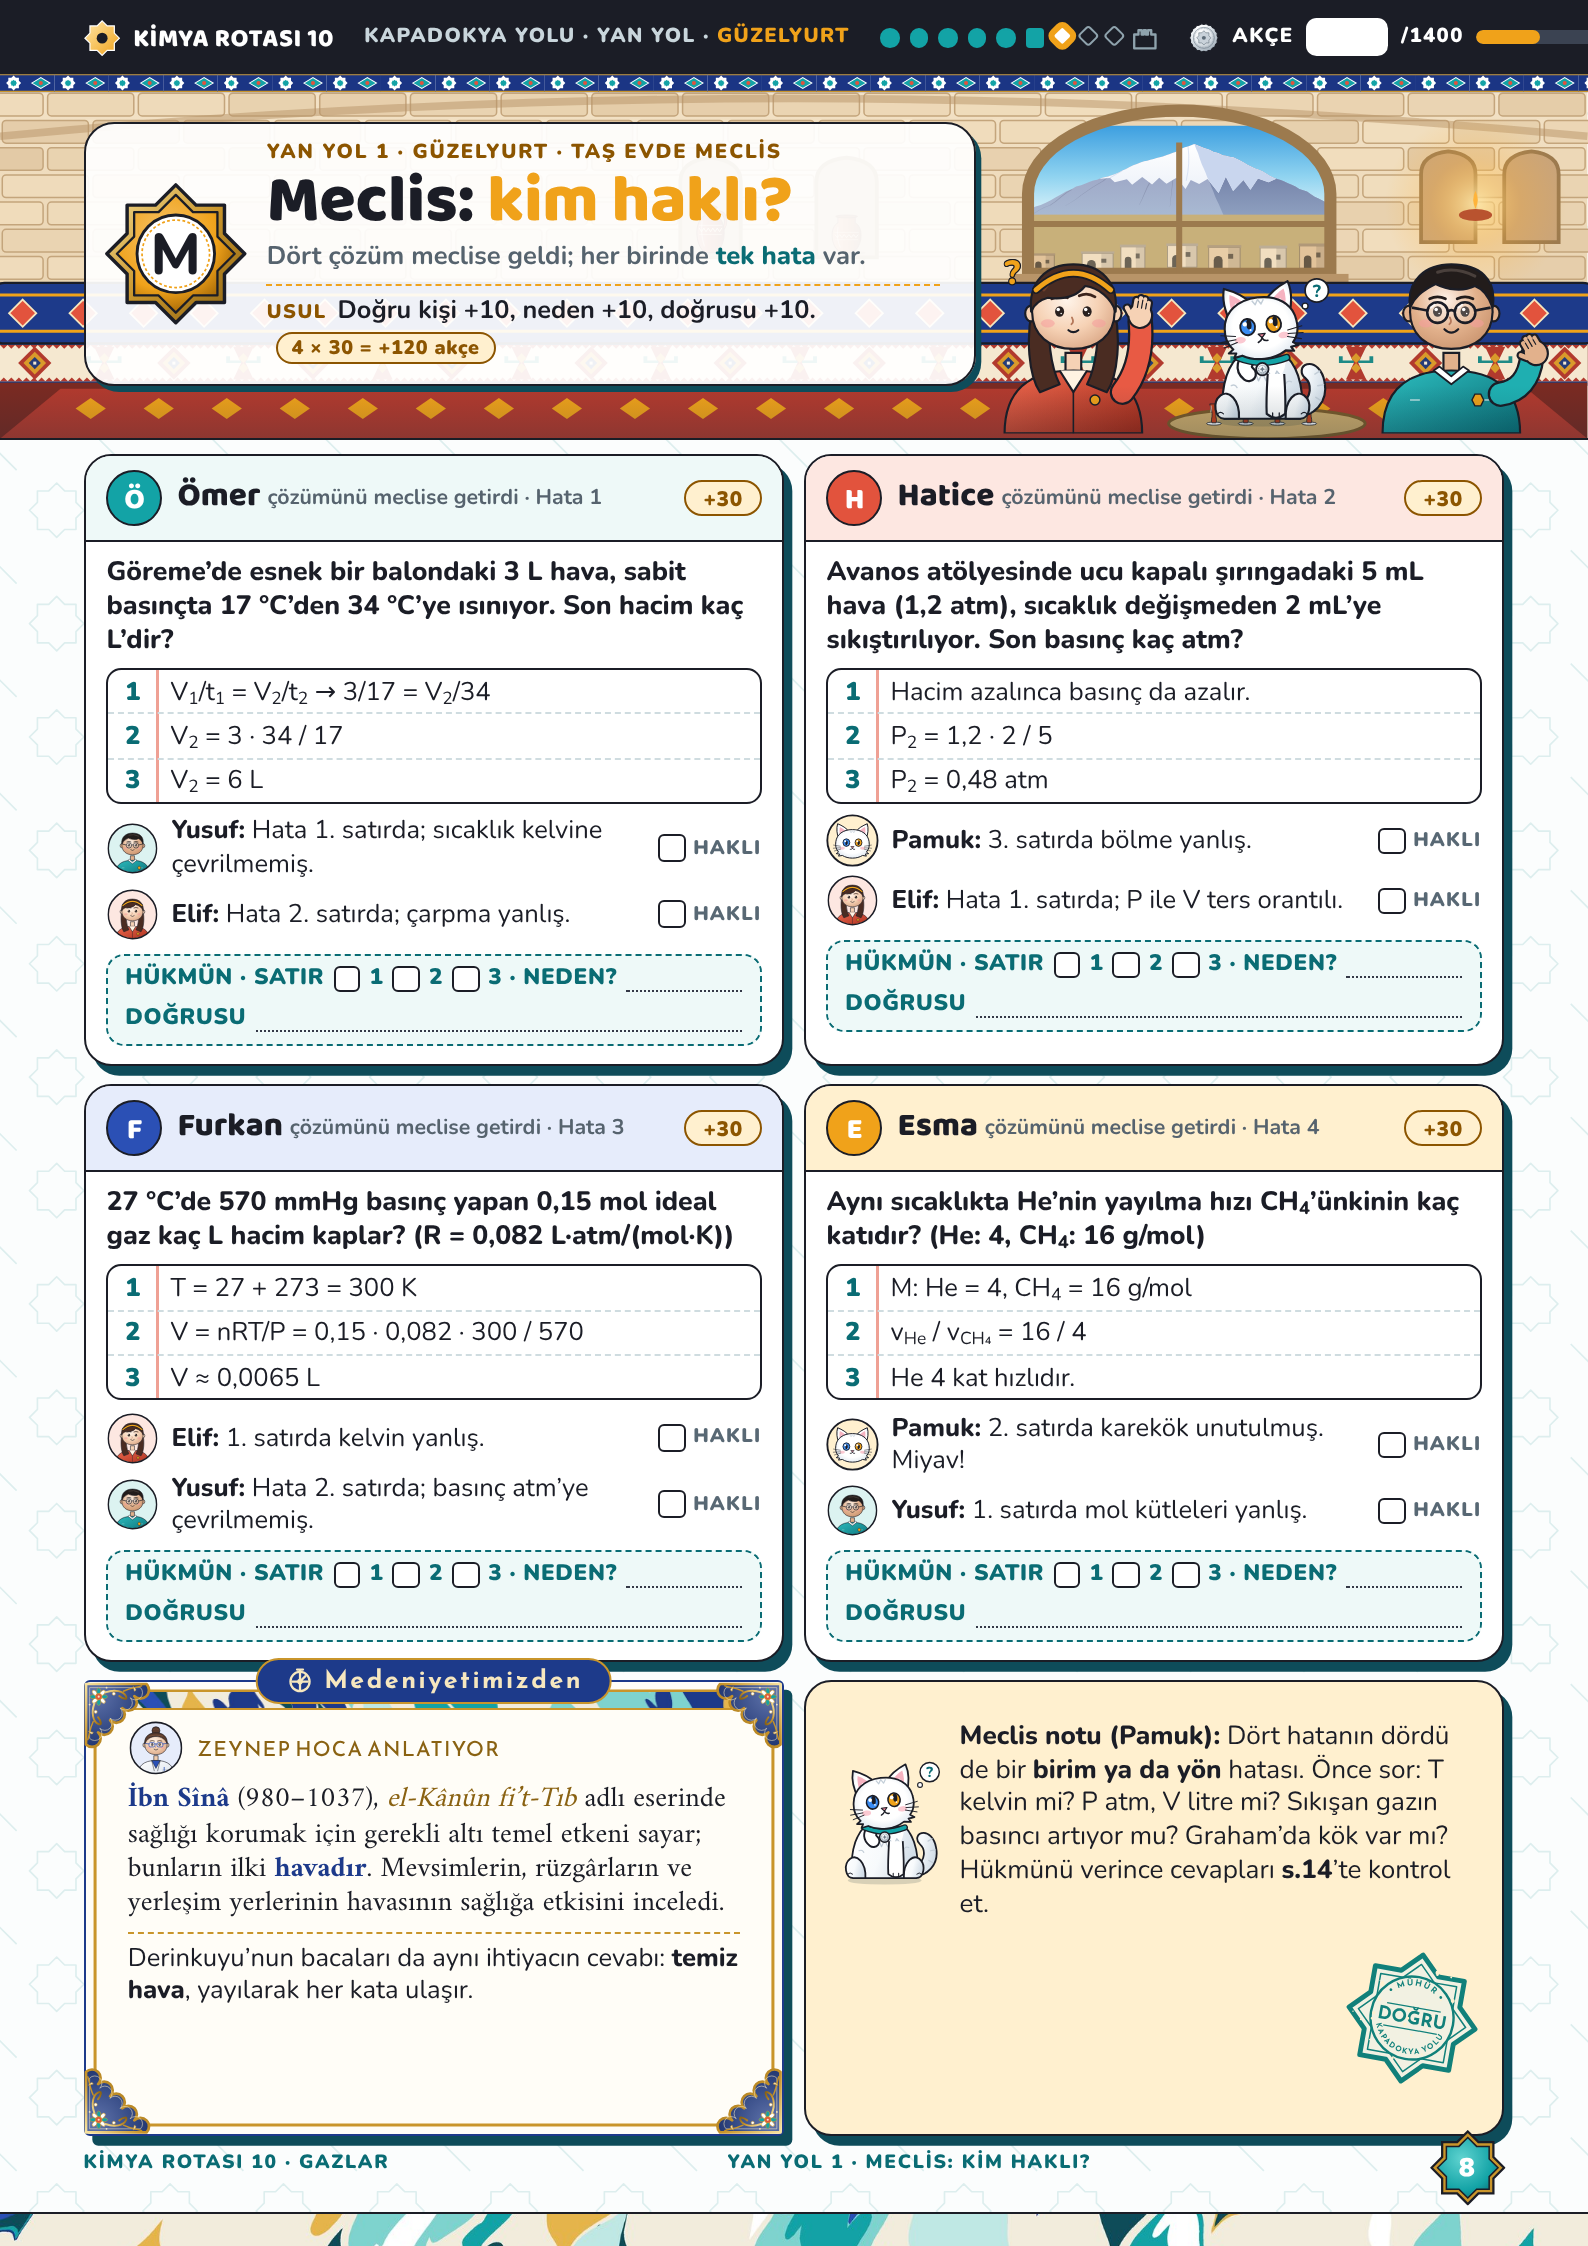 KİMYA ROTASI 10
KAPADOKYA YOLU · YAN YOL · GÜZELYURT
AKÇE /1400
YAN YOL 1 · GÜZELYURT · TAŞ EVDE MECLİS
M
Meclis: kim haklı?
Dört çözüm meclise geldi; her birinde tek hata var.
USUL Doğru kişi +10, neden +10, doğrusu +10.
4 × 30 = +120 akçe
?
?
Ö Ömer çözümünü meclise getirdi · Hata 1 +30
Göreme’de esnek bir balondaki 3 L hava, sabit
basınçta 17 °C’den 34 °C’ye ısınıyor. Son hacim kaç
L’dir?
1 V₁/t₁ = V₂/t₂ → 3/17 = V₂/34
2 V₂ = 3 · 34 / 17
3 V₂ = 6 L
Yusuf: Hata 1. satırda; sıcaklık kelvine
çevrilmemiş.
HAKLI
Elif: Hata 2. satırda; çarpma yanlış. HAKLI
HÜKMÜN · SATIR 1 2 3 · NEDEN?
DOĞRUSU
H Hatice çözümünü meclise getirdi · Hata 2 +30
Avanos atölyesinde ucu kapalı şırıngadaki 5 mL
hava (1,2 atm), sıcaklık değişmeden 2 mL’ye
sıkıştırılıyor. Son basınç kaç atm?
1 Hacim azalınca basınç da azalır.
2 P₂ = 1,2 · 2 / 5
3 P₂ = 0,48 atm
Pamuk: 3. satırda bölme yanlış. HAKLI
Elif: Hata 1. satırda; P ile V ters orantılı. HAKLI
HÜKMÜN · SATIR 1 2 3 · NEDEN?
DOĞRUSU
F Furkan çözümünü meclise getirdi · Hata 3 +30
27 °C’de 570 mmHg basınç yapan 0,15 mol ideal
gaz kaç L hacim kaplar? (R = 0,082 L·atm/(mol·K))
1 T = 27 + 273 = 300 K
2 V = nRT/P = 0,15 · 0,082 · 300 / 570
3 V ≈ 0,0065 L
Elif: 1. satırda kelvin yanlış. HAKLI
Yusuf: Hata 2. satırda; basınç atm’ye
çevrilmemiş.
HAKLI
HÜKMÜN · SATIR 1 2 3 · NEDEN?
DOĞRUSU
E Esma çözümünü meclise getirdi · Hata 4 +30
Aynı sıcaklıkta He’nin yayılma hızı CH₄’ünkinin kaç
katıdır? (He: 4, CH₄: 16 g/mol)
1 M: He = 4, CH₄ = 16 g/mol
2 vHe / vCH₄ = 16 / 4
3 He 4 kat hızlıdır.
Pamuk: 2. satırda karekök unutulmuş.
Miyav!
HAKLI
Yusuf: 1. satırda mol kütleleri yanlış. HAKLI
HÜKMÜN · SATIR 1 2 3 · NEDEN?
DOĞRUSU
Medeniyetimizden
ZEYNEP HOCA ANLATIYOR
İbn Sînâ (980–1037), el-Kânûn fi’t-Tıb adlı eserinde
sağlığı korumak için gerekli altı temel etkeni sayar;
bunların ilki havadır. Mevsimlerin, rüzgârların ve
yerleşim yerlerinin havasının sağlığa etkisini inceledi.
Derinkuyu’nun bacaları da aynı ihtiyacın cevabı: temiz
hava, yayılarak her kata ulaşır.
?
Meclis notu (Pamuk): Dört hatanın dördü
de bir birim ya da yön hatası. Önce sor: T
kelvin mi? P atm, V litre mi? Sıkışan gazın
basıncı artıyor mu? Graham’da kök var mı?
Hükmünü verince cevapları s.14’te kontrol
et.
· MÜHÜR ·
DOĞRU
KAPADOKYA YOLU
KİMYA ROTASI 10 · GAZLAR
YAN YOL 1 · MECLİS: KİM HAKLI?
8